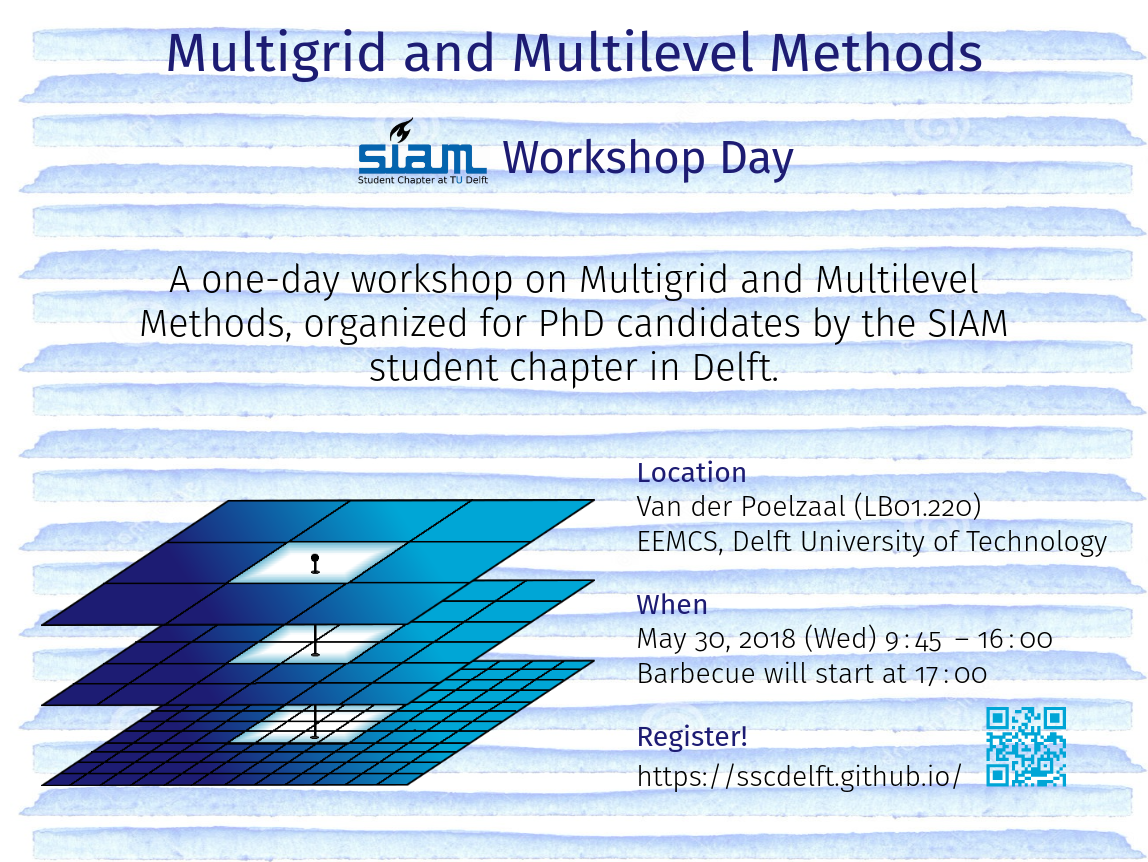 Multigrid and Multilevel Methods
siam
Student Chapter at TU Delft
Workshop Day
A one-day workshop on Multigrid and Multilevel
Methods, organized for PhD candidates by the SIAM
student chapter in Delft.
Location
Van der Poelzaal (LB01.220)
EEMCS, Delft University of Technology
When
May 30, 2018 (Wed) 9:45 – 16:00
Barbecue will start at 17:00
Register!
https://sscdelft.github.io/